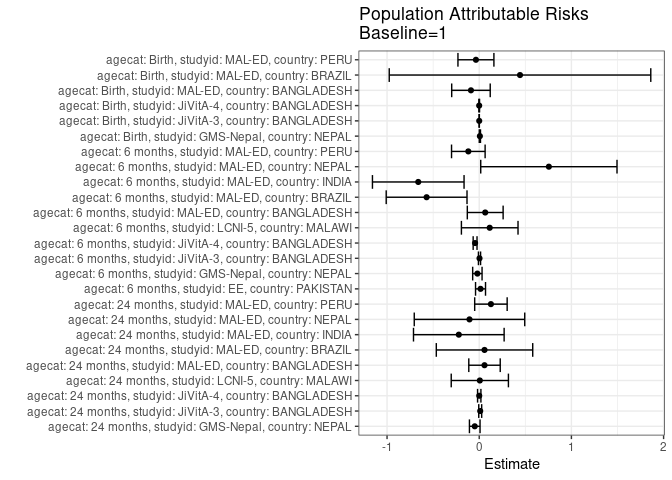 Population Attributable Risks
Baseline=1
agecat: Birth, studyid: MAL-ED, country: PERU
agecat: Birth, studyid: MAL-ED, country: BRAZIL
agecat: Birth, studyid: MAL-ED, country: BANGLADESH
agecat: Birth, studyid: JiVitA-4, country: BANGLADESH
agecat: Birth, studyid: JiVitA-3, country: BANGLADESH
agecat: Birth, studyid: GMS-Nepal, country: NEPAL
agecat: 6 months, studyid: MAL-ED, country: PERU
agecat: 6 months, studyid: MAL-ED, country: NEPAL
agecat: 6 months, studyid: MAL-ED, country: INDIA
agecat: 6 months, studyid: MAL-ED, country: BRAZIL
agecat: 6 months, studyid: MAL-ED, country: BANGLADESH
agecat: 6 months, studyid: LCNI-5, country: MALAWI
agecat: 6 months, studyid: JiVitA-4, country: BANGLADESH
agecat: 6 months, studyid: JiVitA-3, country: BANGLADESH
agecat: 6 months, studyid: GMS-Nepal, country: NEPAL
agecat: 6 months, studyid: EE, country: PAKISTAN
agecat: 24 months, studyid: MAL-ED, country: PERU
agecat: 24 months, studyid: MAL-ED, country: NEPAL
agecat: 24 months, studyid: MAL-ED, country: INDIA
agecat: 24 months, studyid: MAL-ED, country: BRAZIL
agecat: 24 months, studyid: MAL-ED, country: BANGLADESH
agecat: 24 months, studyid: LCNI-5, country: MALAWI
agecat: 24 months, studyid: JiVitA-4, country: BANGLADESH
agecat: 24 months, studyid: JiVitA-3, country: BANGLADESH
agecat: 24 months, studyid: GMS-Nepal, country: NEPAL
-1 0 1 2
Estimate